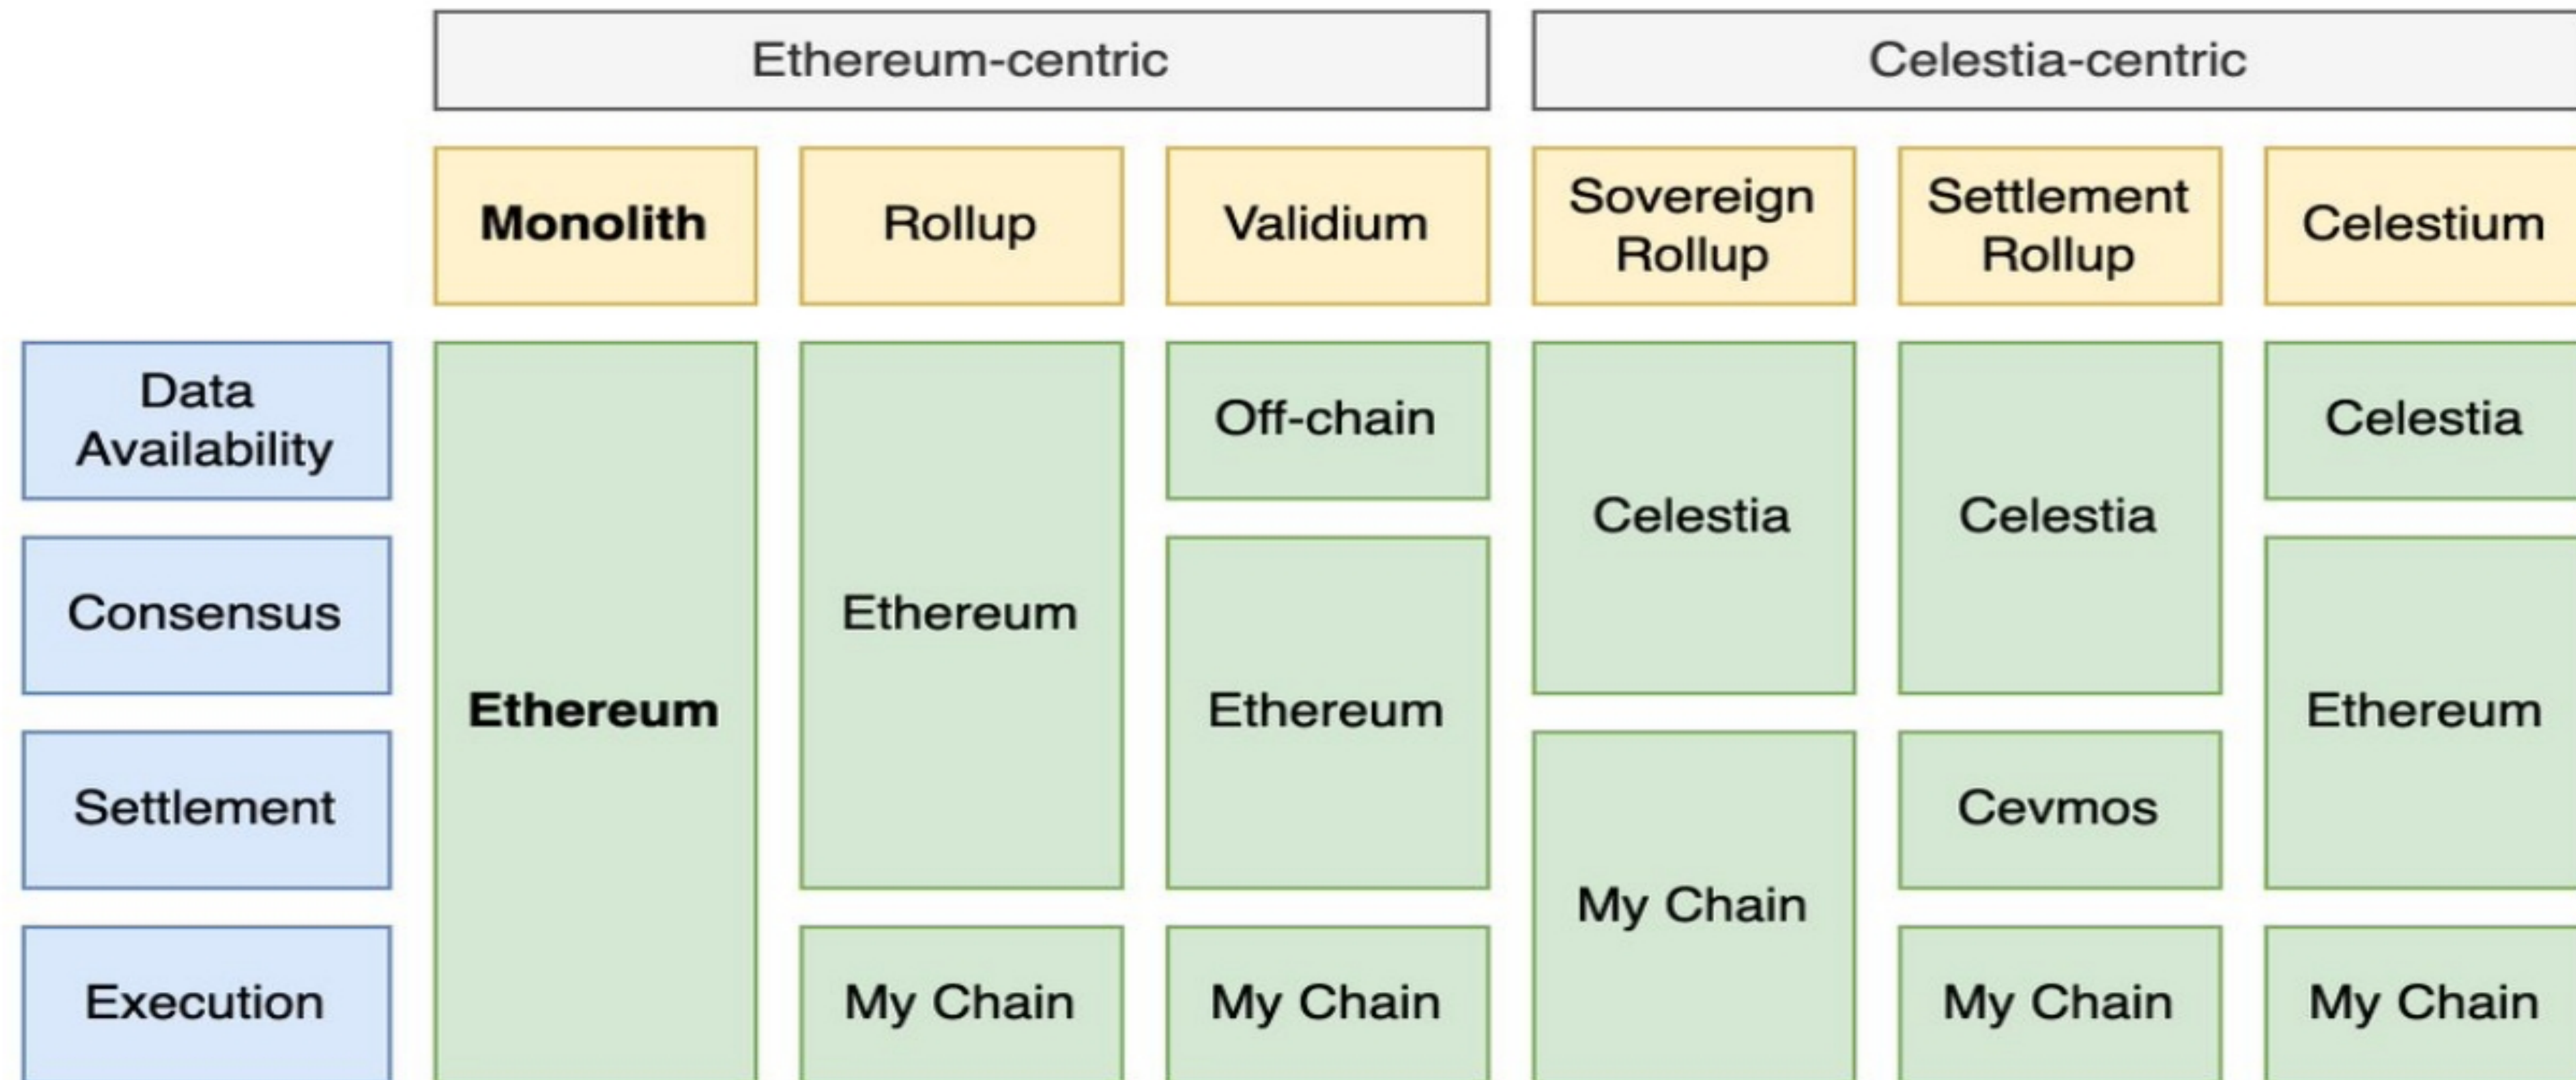 Ethereum-centric
Celestia-centric
Monolith
Rollup
Validium
Sovereign
Rollup
Settlement
Rollup
Celestium
Data
Availability
Off-chain
Celestia
Celestia
Celestia
Consensus
Ethereum
Ethereum
Ethereum
Ethereum
Settlement
Cevmos
My Chain
Execution
My Chain
My Chain
My Chain
My Chain